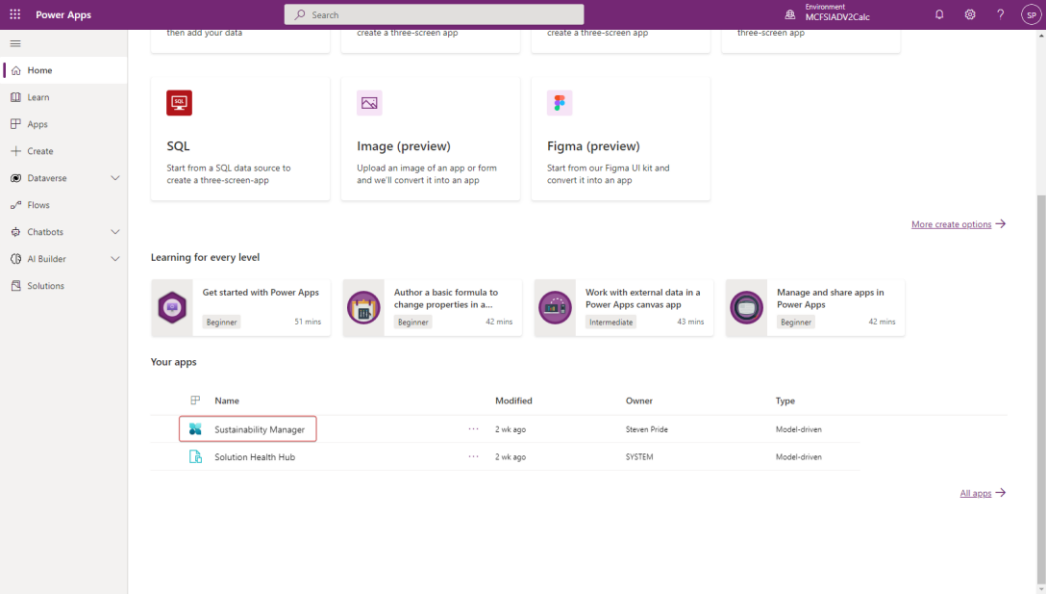 Power Apps
Search
Environment
MCFSIADV2Calc
SP
Home
Learn
Apps
Create
Dataverse
Flows
Chatbots
AI Builder
Solutions
then add your data
create a three-screen app
create a three-screen app
three-screen app
SQL
SQL
Start from a SQL data source to
create a three-screen-app
Image (preview)
Upload an image of an app or form
and we'll convert it into an app
Figma (preview)
Start from our Figma UI kit and
convert it into an app
More create options
Learning for every level
Get started with Power Apps
Beginner 51 mins
Author a basic formula to
change properties in a...
Beginner 42 mins
Work with external data in a
Power Apps canvas app
Intermediate 43 mins
Manage and share apps in
Power Apps
Beginner 42 mins
Your apps
Name Modified Owner Type
Sustainability Manager ... 2 wk ago Steven Pride Model-driven
Solution Health Hub ... 2 wk ago SYSTEM Model-driven
All apps